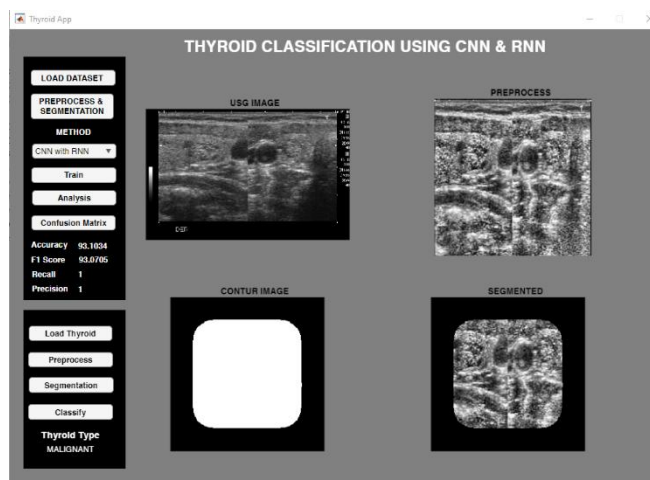 Thyroid App
THYROID CLASSIFICATION USING CNN & RNN
LOAD DATASET
PREPROCESS &
SEGMENTATION
METHOD
CNN with RNN
Train
Analysis
Confusion Matrix
Accuracy 93.1034
F1 Score 93.0705
Recall 1
Precision 1
Load Thyroid
Preprocess
Segmentation
Classify
Thyroid Type
MALIGNANT
USG IMAGE
PREPROCESS
CONTUR IMAGE
SEGMENTED